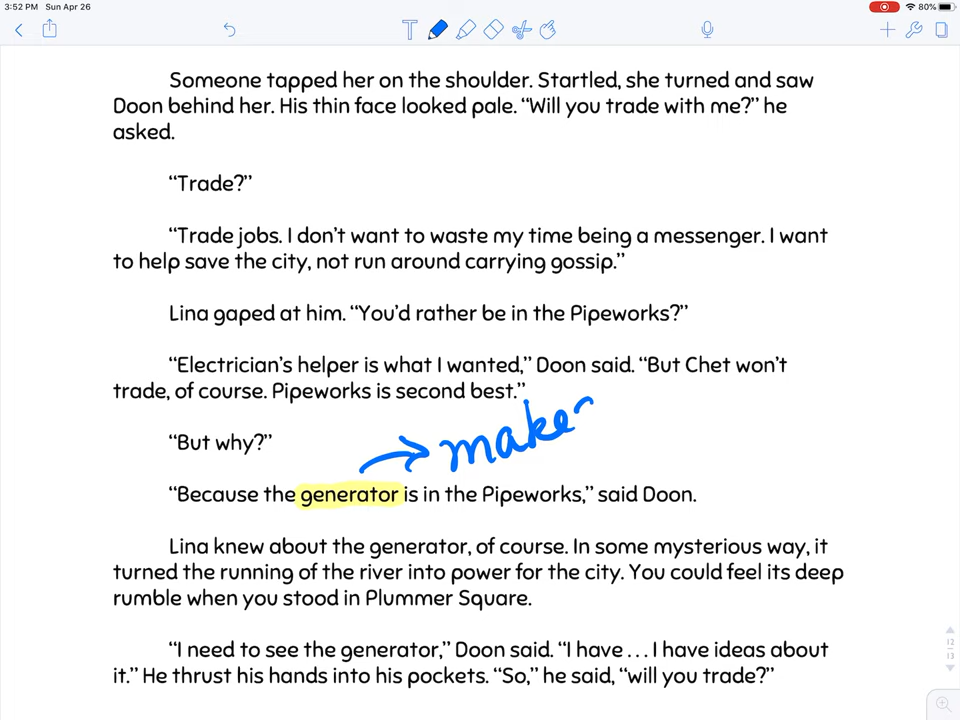 3:52 PM Sun Apr 26 80%
Someone tapped her on the shoulder. Startled, she turned and saw
Doon behind her. His thin face looked pale. “Will you trade with me?” he
asked.
“Trade?”
“Trade jobs. I don’t want to waste my time being a messenger. I want
to help save the city, not run around carrying gossip.”
Lina gaped at him. “You’d rather be in the Pipeworks?”
“Electrician’s helper is what I wanted,” Doon said. “But Chet won’t
trade, of course. Pipeworks is second best.”
make
“But why?”
“Because the generator is in the Pipeworks,” said Doon.
Lina knew about the generator, of course. In some mysterious way, it
turned the running of the river into power for the city. You could feel its deep
rumble when you stood in Plummer Square.
“I need to see the generator,” Doon said. “I have . . . I have ideas about
it.” He thrust his hands into his pockets. “So,” he said, “will you trade?”
12
13